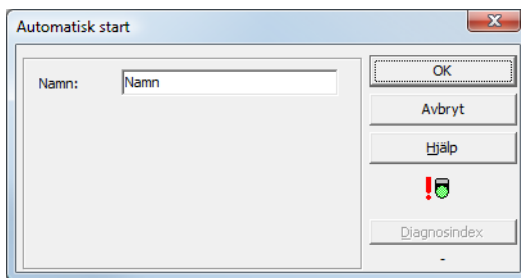 Automatisk start
Namn:
Namn
OK
Avbryt
Hjälp
Diagnosindex
-